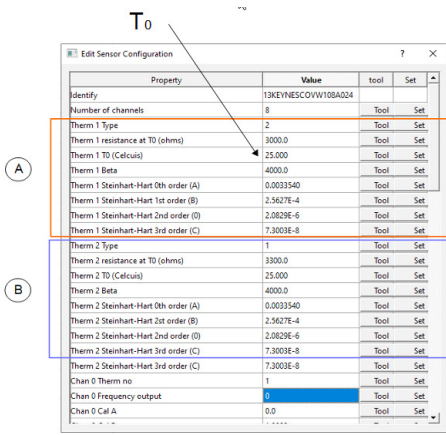 T0
Edit Sensor Configuration ? ×
Property Value tool Set
Identify 13KEYNESCOVW108A024
Number of channels 8 Tool Set
Therm 1 Type 2 Tool Set
Therm 1 resistance at T0 (ohms) 3000.0 Tool Set
Therm 1 T0 (Celcuis) 25.000 Tool Set
A
Therm 1 Beta 4000.0 Tool Set
Therm 1 Steinhart-Hart 0th order (A) 0.0033540 Tool Set
Therm 1 Steinhart-Hart 1st order (B) 2.5627E-4 Tool Set
Therm 1 Steinhart-Hart 2nd order (0) 2.0829E-6 Tool Set
Therm 1 Steinhart-Hart 3rd order (C) 7.3003E-8 Tool Set
Therm 2 Type 1 Tool Set
Therm 2 resistance at T0 (ohms) 3300.0 Tool Set
Therm 2 T0 (Celcuis) 25.000 Tool Set
B
Therm 2 Beta 4000.0 Tool Set
Therm 2 Steinhart-Hart 0th order (A) 0.0033540 Tool Set
Therm 2 Steinhart-Hart 2st order (B) 2.5627E-4 Tool Set
Therm 2 Steinhart-Hart 2nd order (0) 2.0829E-6 Tool Set
Therm 2 Steinhart-Hart 3rd order (C) 7.3003E-8 Tool Set
Therm 2 Steinhart-Hart 3rd order (C) 7.3003E-8 Tool Set
Chan 0 Therm no 1 Tool Set
Chan 0 Frequency output 0 Tool Set
Chan 0 Cal A 0.0 Tool Set